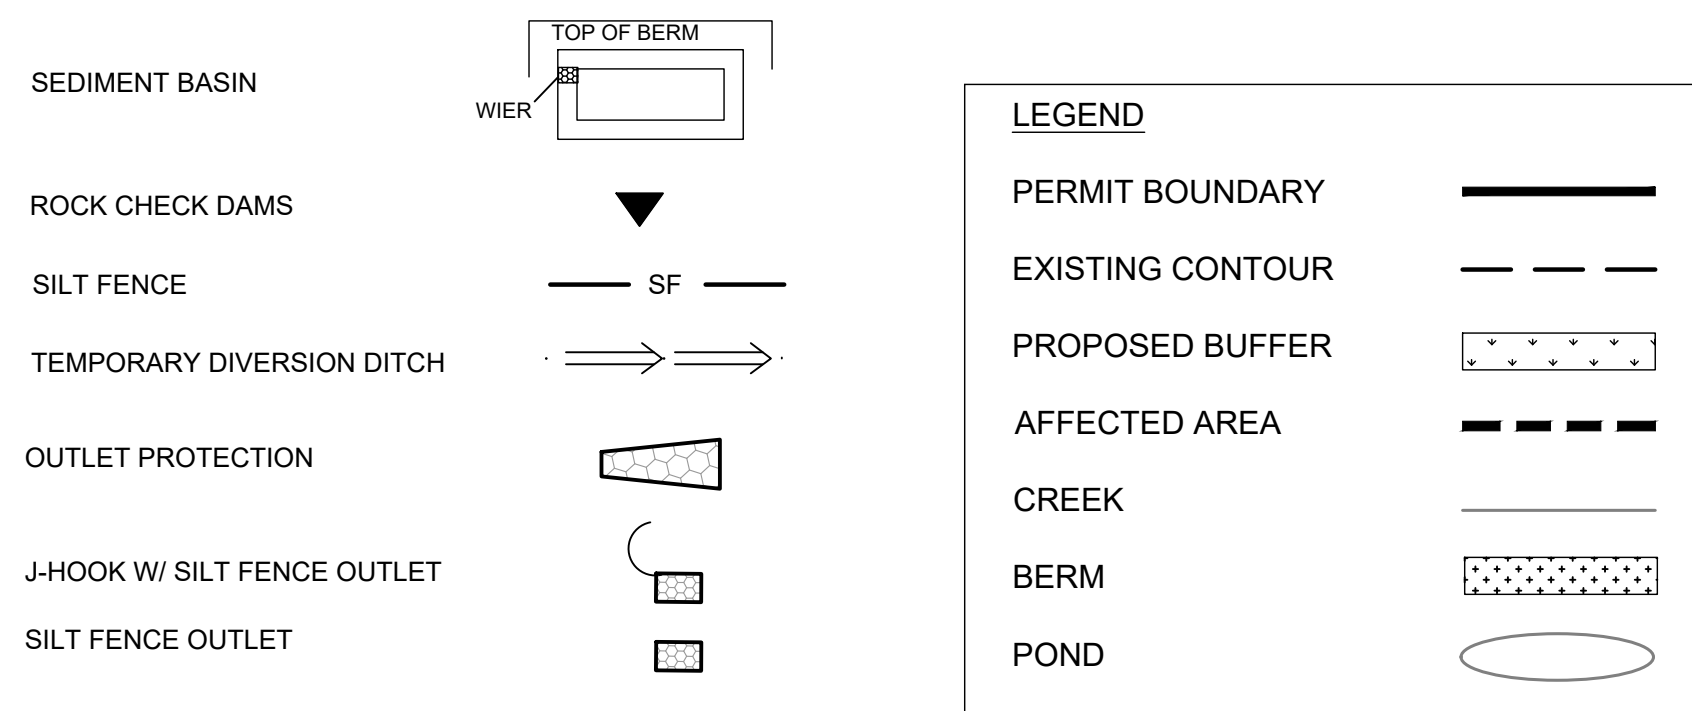 SEDIMENT BASIN
TOP OF BERM
WIER
ROCK CHECK DAMS
SILT FENCE
SF
TEMPORARY DIVERSION DITCH
OUTLET PROTECTION
J-HOOK W/ SILT FENCE OUTLET
SILT FENCE OUTLET
LEGEND
PERMIT BOUNDARY
EXISTING CONTOUR
PROPOSED BUFFER
AFFECTED AREA
CREEK
BERM
POND